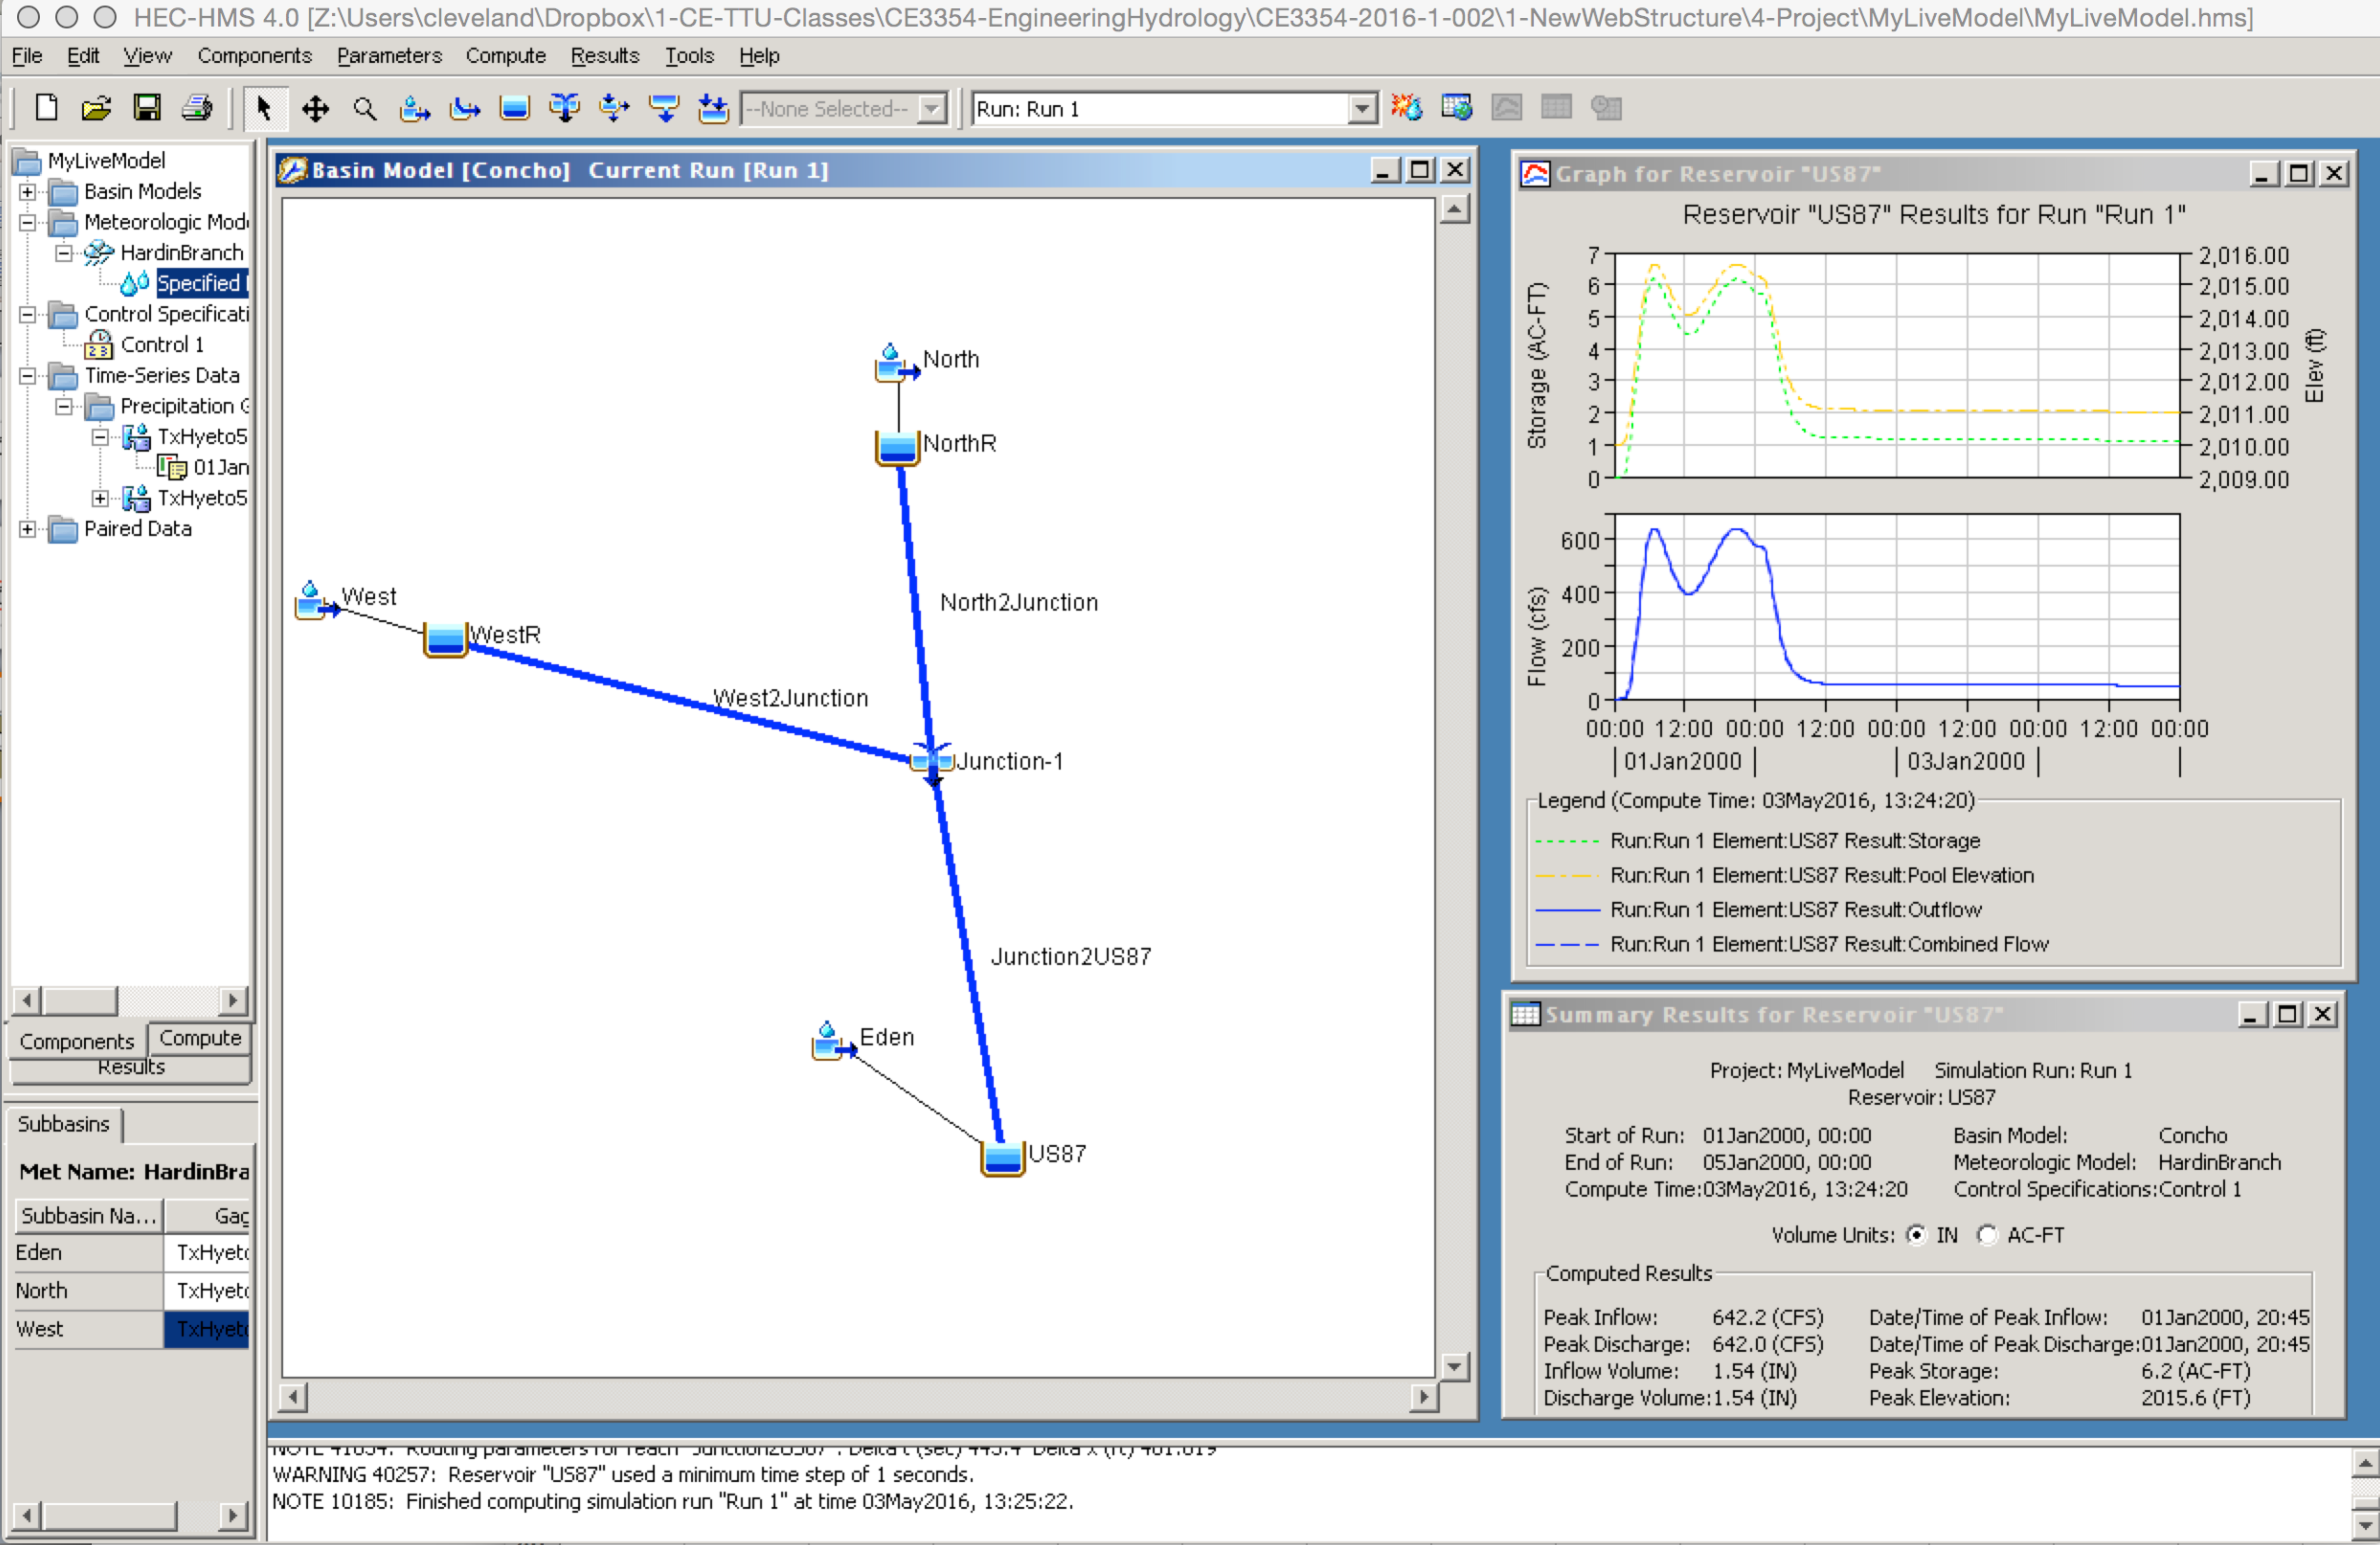 HEC-HMS 4.0 [Z:\Users\cleveland\Dropbox\1-CE-TTU-Classes\CE3354-EngineeringHydrology\CE3354-2016-1-002\1-NewWebStructure\4-Project\MyLiveModel\MyLiveModel.hms]
File Edit View Components Parameters Compute Results Tools Help
--None Selected-- Run: Run 1
MyLiveModel
Basin Models
Meteorologic Mod
HardinBranch
Specified
Control Specificati
Control 1
Time-Series Data
Precipitation G
TxHyeto5
01Jan
TxHyeto5
Paired Data
Components Compute
Results
Subbasins
Met Name: HardinBra
Subbasin Na... Gag
Eden TxHyeto
North TxHyeto
West TxHyeto
Basin Model [Concho] Current Run [Run 1]
North
NorthR
North2Junction
West
WestR
West2Junction
Junction-1
Junction2US87
Eden
US87
Graph for Reservoir "US87"
Reservoir "US87" Results for Run "Run 1"
Storage (AC-FT)
7
6
5
4
3
2
1
0
2,016.00
2,015.00
2,014.00
2,013.00
2,012.00
2,011.00
2,010.00
2,009.00
Elev (ft)
Flow (cfs)
600
400
200
0
00:00 12:00 00:00 12:00 00:00 12:00 00:00 12:00 00:00
01Jan2000 03Jan2000
Legend (Compute Time: 03May2016, 13:24:20)
Run:Run 1 Element:US87 Result:Storage
Run:Run 1 Element:US87 Result:Pool Elevation
Run:Run 1 Element:US87 Result:Outflow
Run:Run 1 Element:US87 Result:Combined Flow
Summary Results for Reservoir "US87"
Project: MyLiveModel Simulation Run: Run 1
Reservoir: US87
Start of Run: 01Jan2000, 00:00 Basin Model: Concho
End of Run: 05Jan2000, 00:00 Meteorologic Model: HardinBranch
Compute Time:03May2016, 13:24:20 Control Specifications:Control 1
Volume Units: IN AC-FT
Computed Results
Peak Inflow: 642.2 (CFS) Date/Time of Peak Inflow: 01Jan2000, 20:45
Peak Discharge: 642.0 (CFS) Date/Time of Peak Discharge:01Jan2000, 20:45
Inflow Volume: 1.54 (IN) Peak Storage: 6.2 (AC-FT)
Discharge Volume:1.54 (IN) Peak Elevation: 2015.6 (FT)
Routing parameters for reach "Junction2US87". Delta t (sec) 443.4 Delta x (ft)
WARNING 40257: Reservoir "US87" used a minimum time step of 1 seconds.
NOTE 10185: Finished computing simulation run "Run 1" at time 03May2016, 13:25:22.